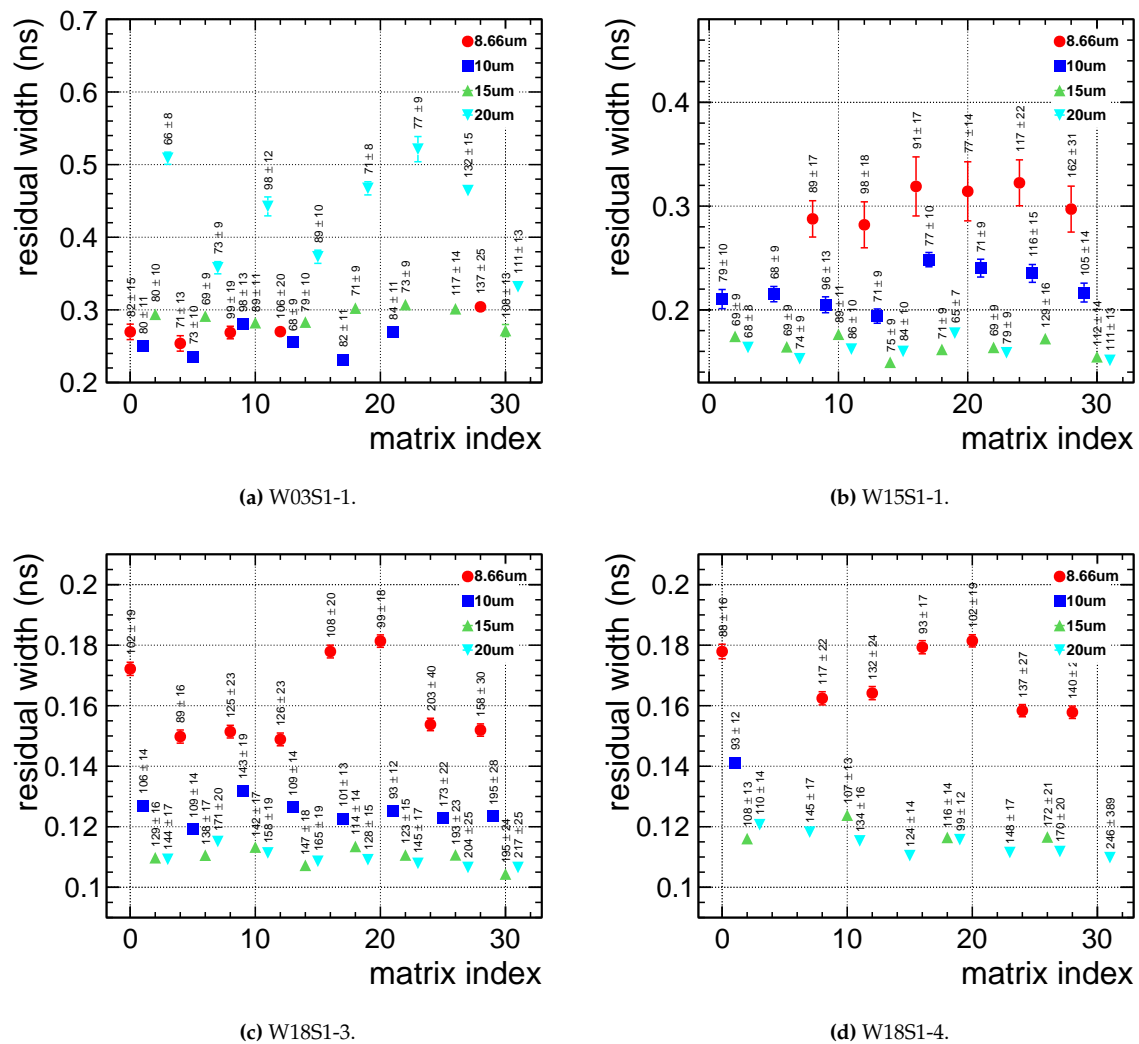 residual width (ns)
0.7
0.6
0.5
0.4
0.3
0.2
8.66um
10um
15um
20um
82 ± 15
80 ± 11
80 ± 10
66 ± 8
71 ± 13
73 ± 10
69 ± 9
73 ± 9
99 ± 19
98 ± 13
89 ± 11
98 ± 12
106 ± 20
68 ± 9
79 ± 10
89 ± 10
82 ± 11
71 ± 9
71 ± 8
84 ± 11
73 ± 9
77 ± 9
117 ± 14
132 ± 15
137 ± 25
108 ± 13
111 ± 13
0 10 20 30
matrix index
(a) W03S1-1.
residual width (ns)
0.4
0.3
0.2
8.66um
10um
15um
20um
79 ± 10
69 ± 9
68 ± 8
68 ± 9
69 ± 9
74 ± 9
89 ± 17
96 ± 13
89 ± 11
86 ± 10
98 ± 18
71 ± 9
75 ± 9
84 ± 10
91 ± 17
77 ± 10
71 ± 9
65 ± 7
77 ± 14
71 ± 9
69 ± 9
79 ± 9
117 ± 22
116 ± 15
129 ± 16
162 ± 31
105 ± 14
112 ± 14
111 ± 13
0 10 20 30
matrix index
(b) W15S1-1.
residual width (ns)
0.2
0.18
0.16
0.14
0.12
0.1
8.66um
10um
15um
20um
102 ± 19
106 ± 14
129 ± 16
144 ± 17
89 ± 16
109 ± 14
138 ± 17
171 ± 20
125 ± 23
143 ± 19
142 ± 17
158 ± 19
126 ± 23
109 ± 14
147 ± 18
165 ± 19
108 ± 20
101 ± 13
114 ± 14
128 ± 15
99 ± 18
93 ± 12
123 ± 15
145 ± 17
203 ± 40
173 ± 22
193 ± 23
204 ± 25
158 ± 30
195 ± 28
195 ± 24
217 ± 25
0 10 20 30
matrix index
(c) W18S1-3.
residual width (ns)
0.2
0.18
0.16
0.14
0.12
0.1
8.66um
10um
15um
20um
88 ± 16
93 ± 12
108 ± 13
110 ± 14
145 ± 17
117 ± 22
107 ± 13
134 ± 16
132 ± 24
124 ± 14
93 ± 17
116 ± 14
99 ± 12
102 ± 19
148 ± 17
137 ± 27
172 ± 21
170 ± 20
140 ± 2
246 ± 389
0 10 20 30
matrix index
(d) W18S1-4.